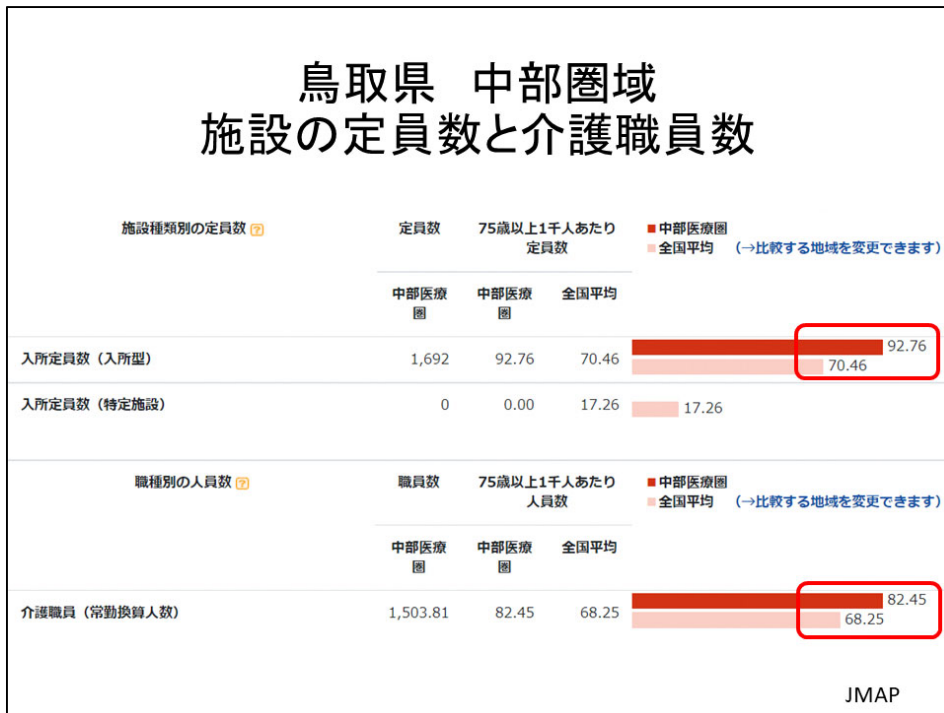 鳥取県　中部圏域
施設の定員数と介護職員数
施設種類別の定員数 ?
定員数
75歳以上1千人あたり
定員数
■中部医療圏
■全国平均　(→比較する地域を変更できます)
中部医療
圏
中部医療
圏
全国平均
入所定員数（入所型）
1,692
92.76
70.46
92.76
70.46
入所定員数（特定施設）
0
0.00
17.26
17.26
職種別の人員数 ?
職員数
75歳以上1千人あたり
人員数
■中部医療圏
■全国平均　(→比較する地域を変更できます)
中部医療
圏
中部医療
圏
全国平均
介護職員（常勤換算人数）
1,503.81
82.45
68.25
82.45
68.25
JMAP